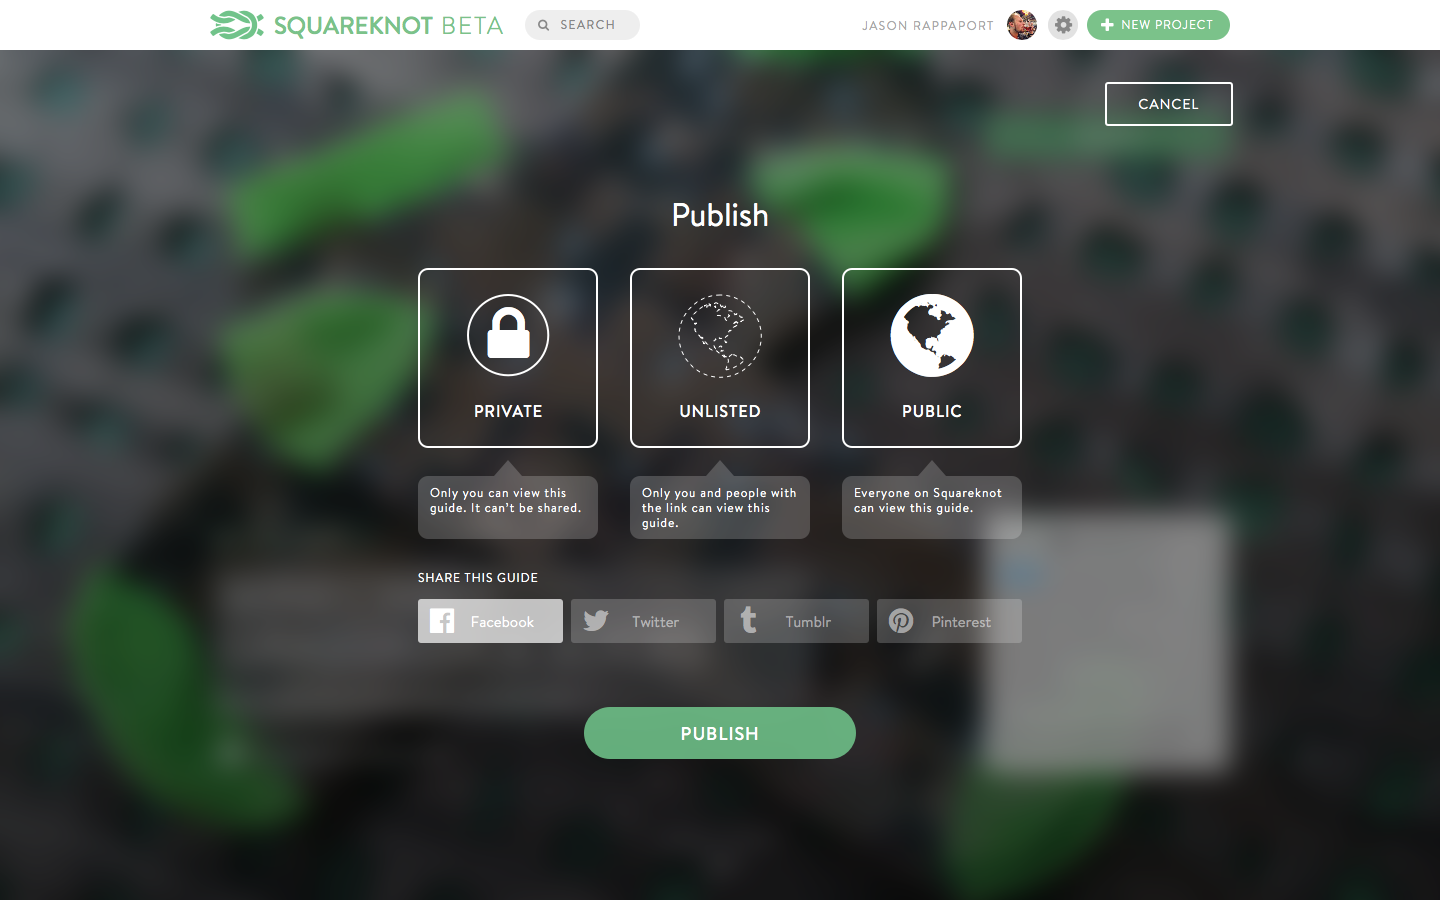 SQUAREKNOT BETA
SEARCH
JASON RAPPAPORT
NEW PROJECT
CANCEL
Publish
PRIVATE
UNLISTED
PUBLIC
Only you can view this
guide. It can't be shared.
Only you and people with
the link can view this
guide.
Everyone on Squareknot
can view this guide.
SHARE THIS GUIDE
Facebook
Twitter
Tumblr
Pinterest
PUBLISH